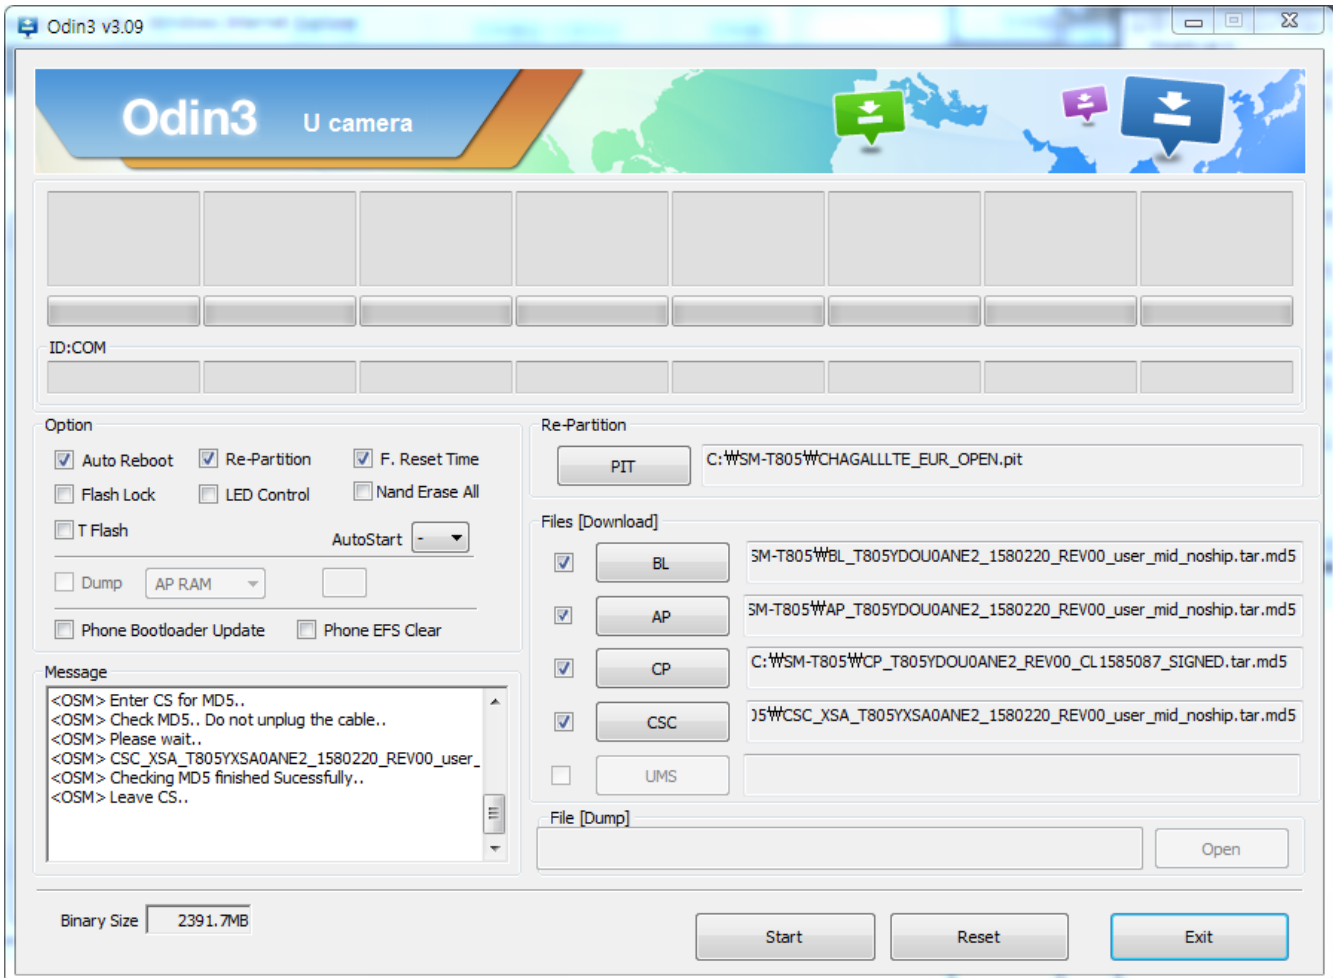 Odin3 v3.09
Odin3 U camera
ID:COM
Option
Auto Reboot
Re-Partition
F. Reset Time
Flash Lock
LED Control
Nand Erase All
T Flash
AutoStart -
Dump
AP RAM
Phone Bootloader Update
Phone EFS Clear
Message
<OSM> Enter CS for MD5..
<OSM> Check MD5.. Do not unplug the cable..
<OSM> Please wait..
<OSM> CSC_XSA_T805YXSA0ANE2_1580220_REV00_user_
<OSM> Checking MD5 finished Sucessfully..
<OSM> Leave CS..
Re-Partition
PIT
C:₩SM-T805₩CHAGALLLTE_EUR_OPEN.pit
Files [Download]
BL
SM-T805₩BL_T805YDOU0ANE2_1580220_REV00_user_mid_noship.tar.md5
AP
SM-T805₩AP_T805YDOU0ANE2_1580220_REV00_user_mid_noship.tar.md5
CP
C:₩SM-T805₩CP_T805YDOU0ANE2_REV00_CL1585087_SIGNED.tar.md5
CSC
05₩CSC_XSA_T805YXSA0ANE2_1580220_REV00_user_mid_noship.tar.md5
UMS
File [Dump]
Open
Binary Size 2391.7MB
Start
Reset
Exit